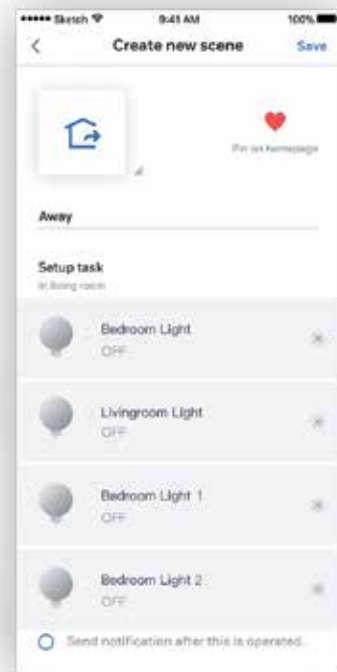 Sketch 9:41 AM 100%
Create new scene Save
Pin on homepage
Away
Setup task
in living room
Bedroom Light
OFF
Livingroom Light
OFF
Bedroom Light 1
OFF
Bedroom Light 2
OFF
Send notification after this is operated.